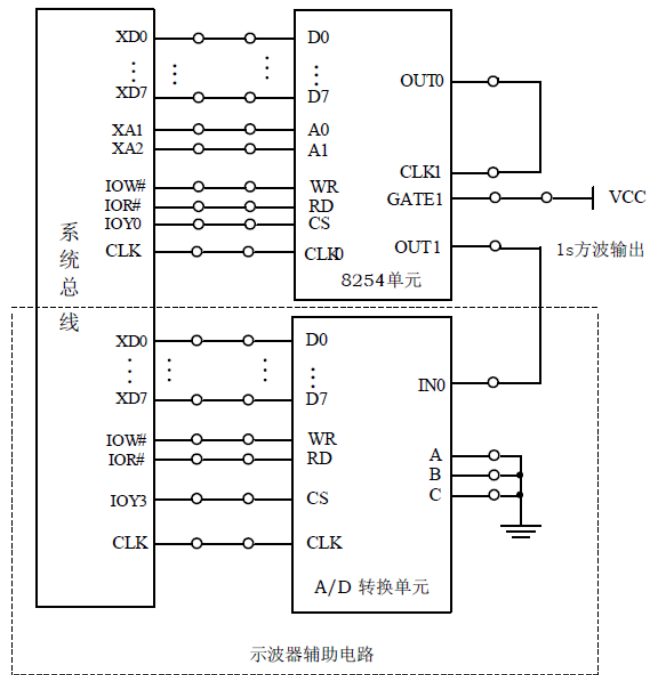 XD0
XD7
XA1
XA2
IOW#
IOR#
IOY0
CLK
系统总线
D0
D7
A0
A1
WR
RD
CS
CLK0
OUT0
CLK1
GATE1
OUT1
8254单元
VCC
1s方波输出
XD0
XD7
IOW#
IOR#
IOY3
CLK
D0
D7
WR
RD
CS
CLK
IN0
A
B
C
A/D 转换单元
示波器辅助电路